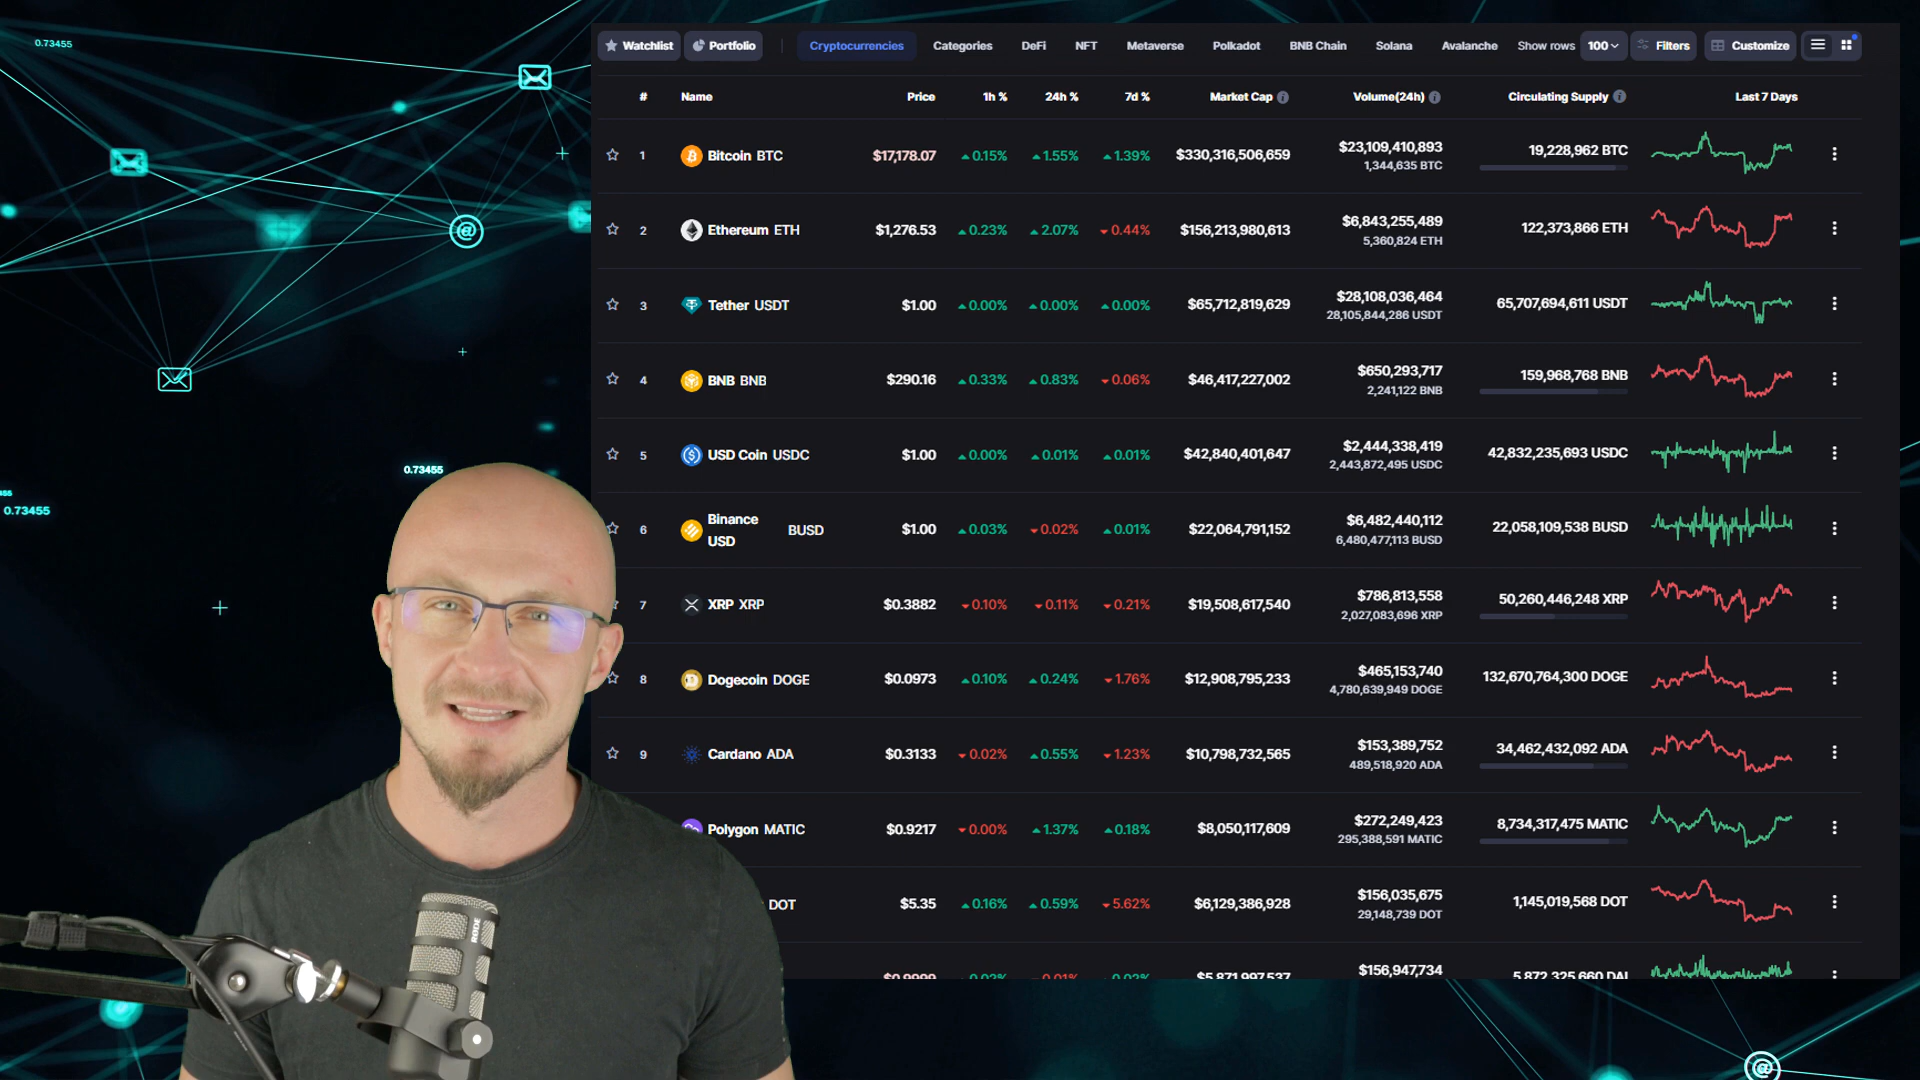 0.73455
Watchlist Portfolio Cryptocurrencies Categories DeFi NFT Metaverse Polkadot BNB Chain Solana Avalanche Show rows 100 Filters Customize
# Name Price 1h % 24h % 7d % Market Cap Volume(24h) Circulating Supply Last 7 Days
1 Bitcoin BTC $17,178.07 0.15% 1.55% 1.39% $330,316,506,659 $23,109,410,893 19,228,962 BTC
1,344,635 BTC
2 Ethereum ETH $1,276.53 0.23% 2.07% 0.44% $156,213,980,613 $6,843,255,489 122,373,866 ETH
5,360,824 ETH
3 Tether USDT $1.00 0.00% 0.00% 0.00% $65,712,819,629 $28,108,036,464 65,707,694,611 USDT
28,105,844,286 USDT
4 BNB BNB $290.16 0.33% 0.83% 0.06% $46,417,227,002 $650,293,717 159,968,768 BNB
2,241,122 BNB
5 USD Coin USDC $1.00 0.00% 0.01% 0.01% $42,840,401,647 $2,444,338,419 42,832,235,693 USDC
2,443,872,495 USDC
0.73455
0.73455
6 Binance USD BUSD $1.00 0.03% 0.02% 0.01% $22,064,791,152 $6,482,440,112 22,058,109,538 BUSD
6,480,477,113 BUSD
7 XRP XRP $0.3882 0.10% 0.11% 0.21% $19,508,617,540 $786,813,558 50,260,446,248 XRP
2,027,083,696 XRP
8 Dogecoin DOGE $0.0973 0.10% 0.24% 1.76% $12,908,795,233 $465,153,740 132,670,764,300 DOGE
4,780,639,949 DOGE
9 Cardano ADA $0.3133 0.02% 0.55% 1.23% $10,798,732,565 $153,389,752 34,462,432,092 ADA
489,518,920 ADA
Polygon MATIC $0.9217 0.00% 1.37% 0.18% $8,050,117,609 $272,249,423 8,734,317,475 MATIC
295,388,591 MATIC
DOT $5.35 0.16% 0.59% 5.62% $6,129,386,928 $156,035,675 1,145,019,568 DOT
29,148,739 DOT
$0.9999 0.02% 0.01% 0.02% $5,871,997,537 $156,947,734 5,872,325,660 DAI
RODE